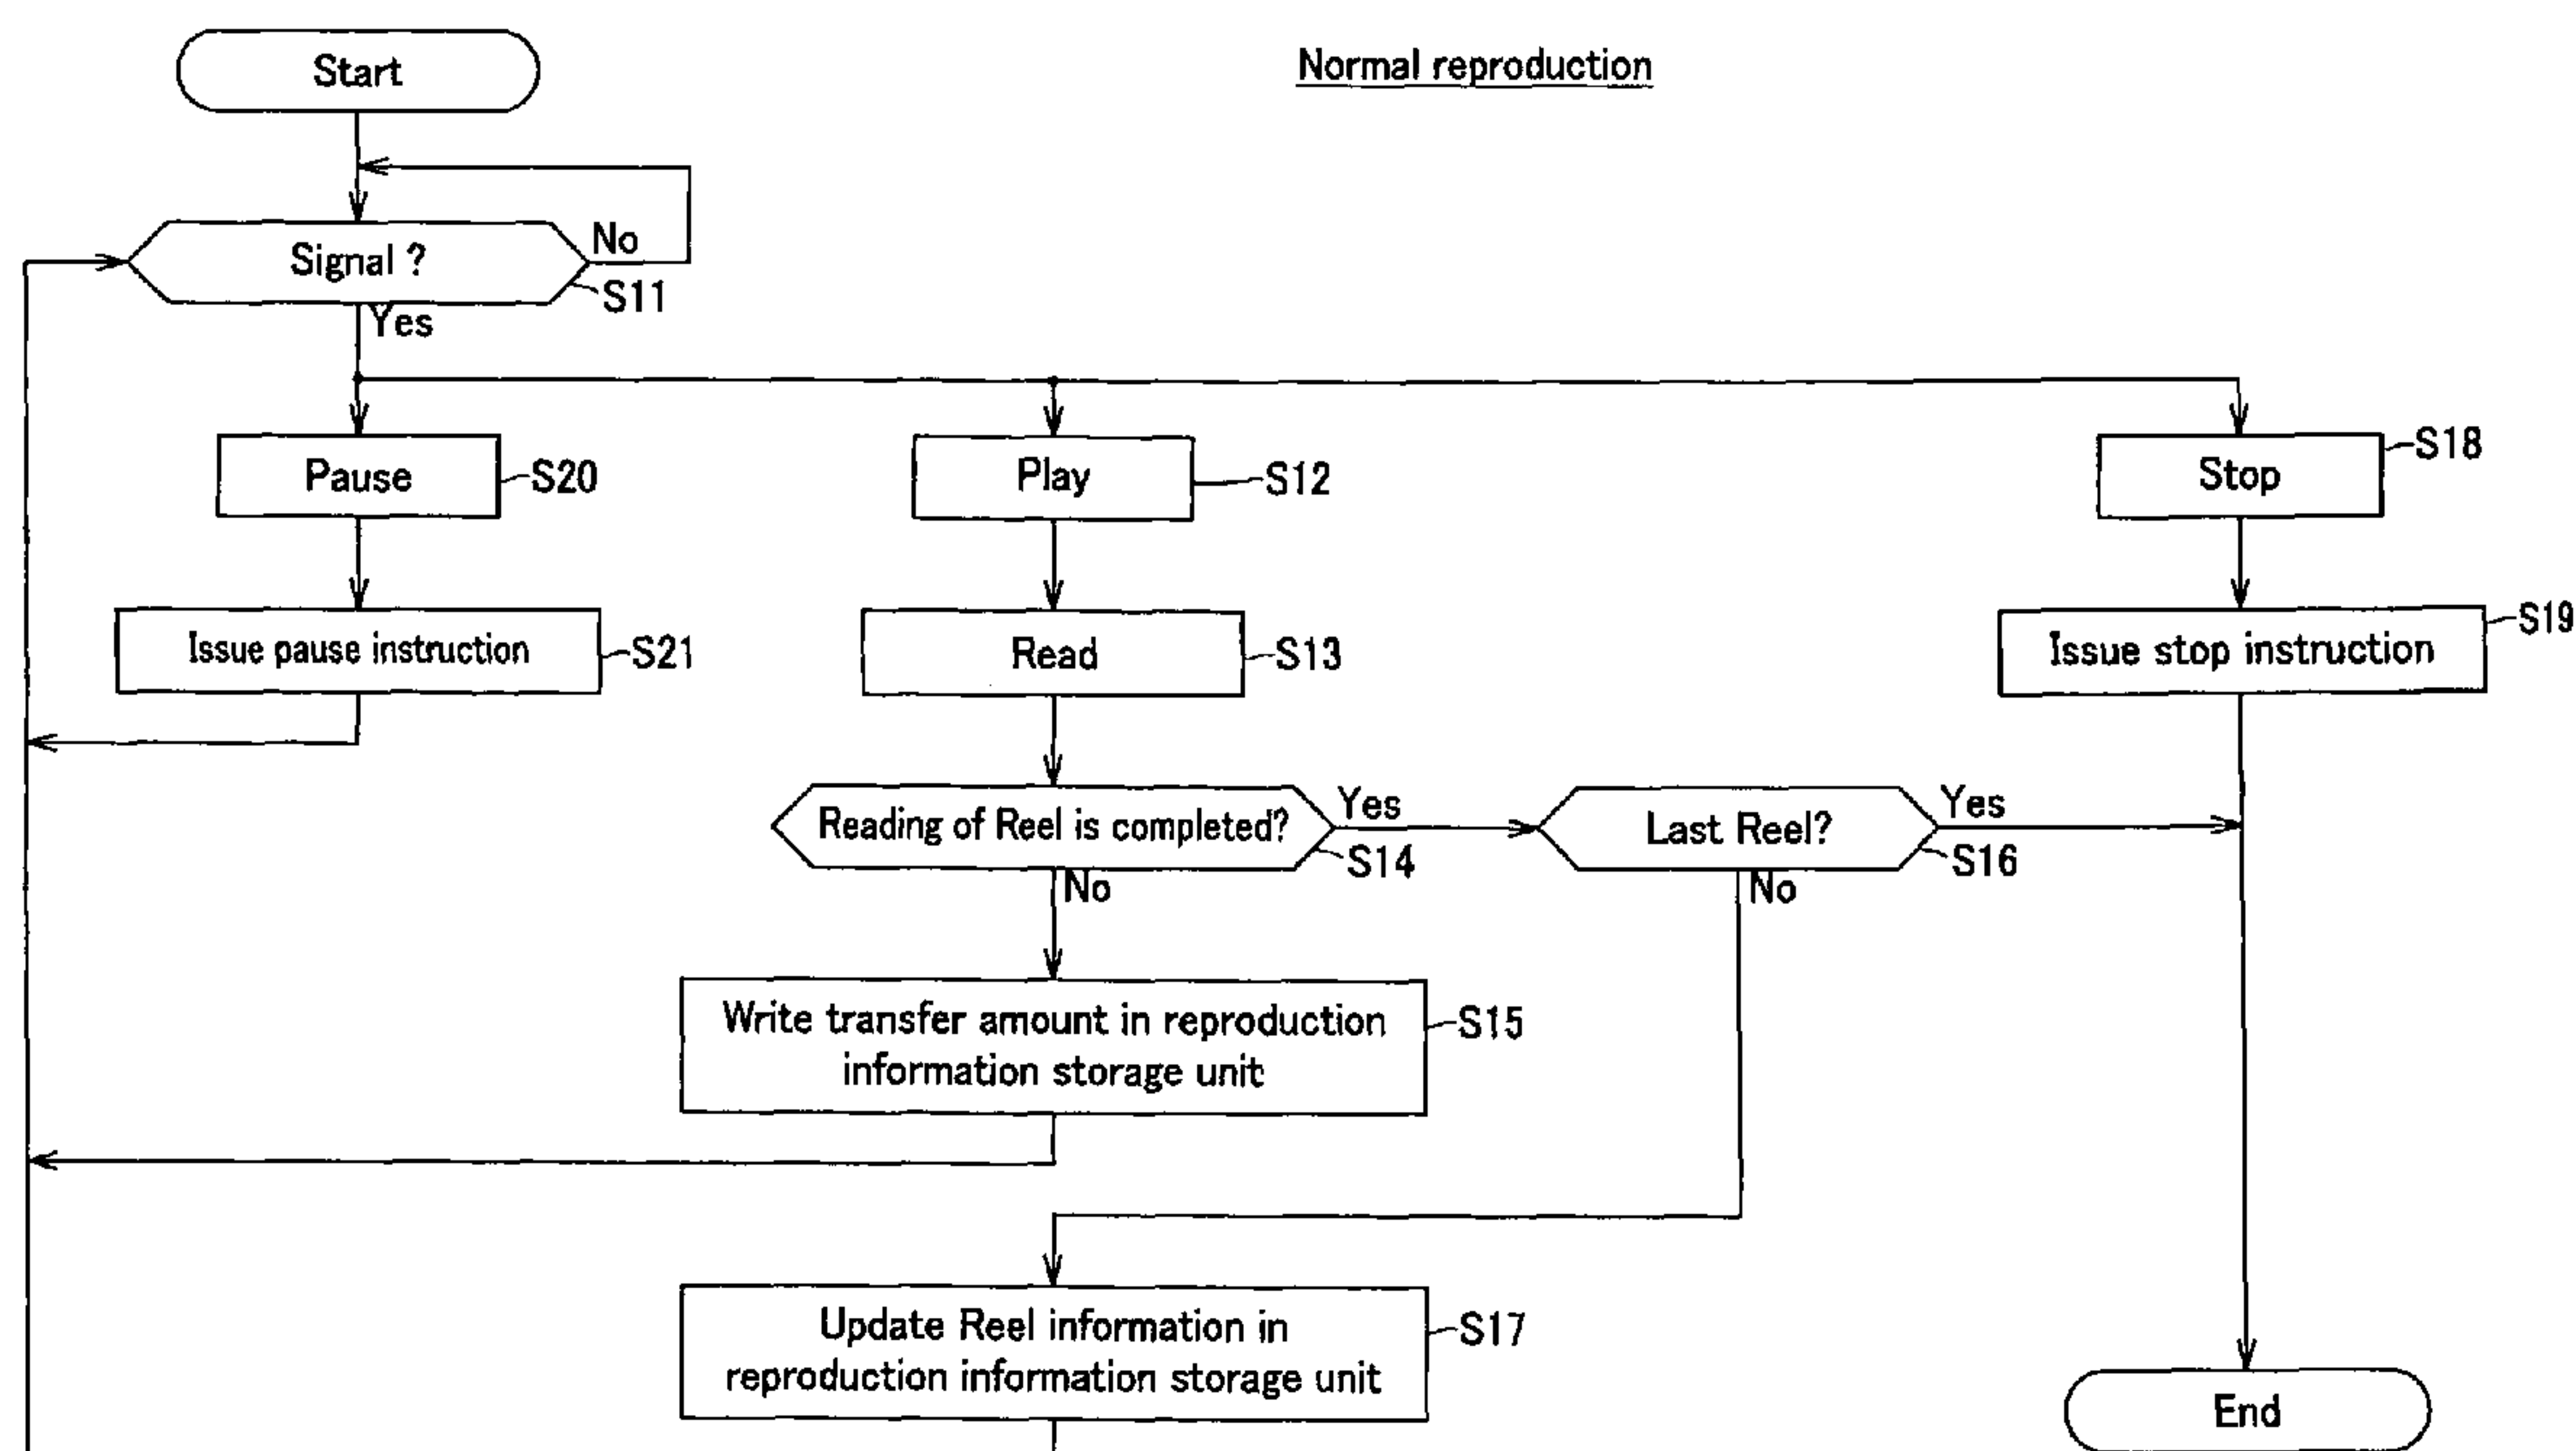 Normal reproduction
Start
Signal ?
No
S11
Yes
Pause
S20
Play
S12
Stop
S18
Issue pause instruction
S21
Read
S13
Issue stop instruction
S19
Reading of Reel is completed?
Yes
S14
No
Last Reel?
Yes
S16
No
Write transfer amount in reproduction
information storage unit
S15
Update Reel information in
reproduction information storage unit
S17
End